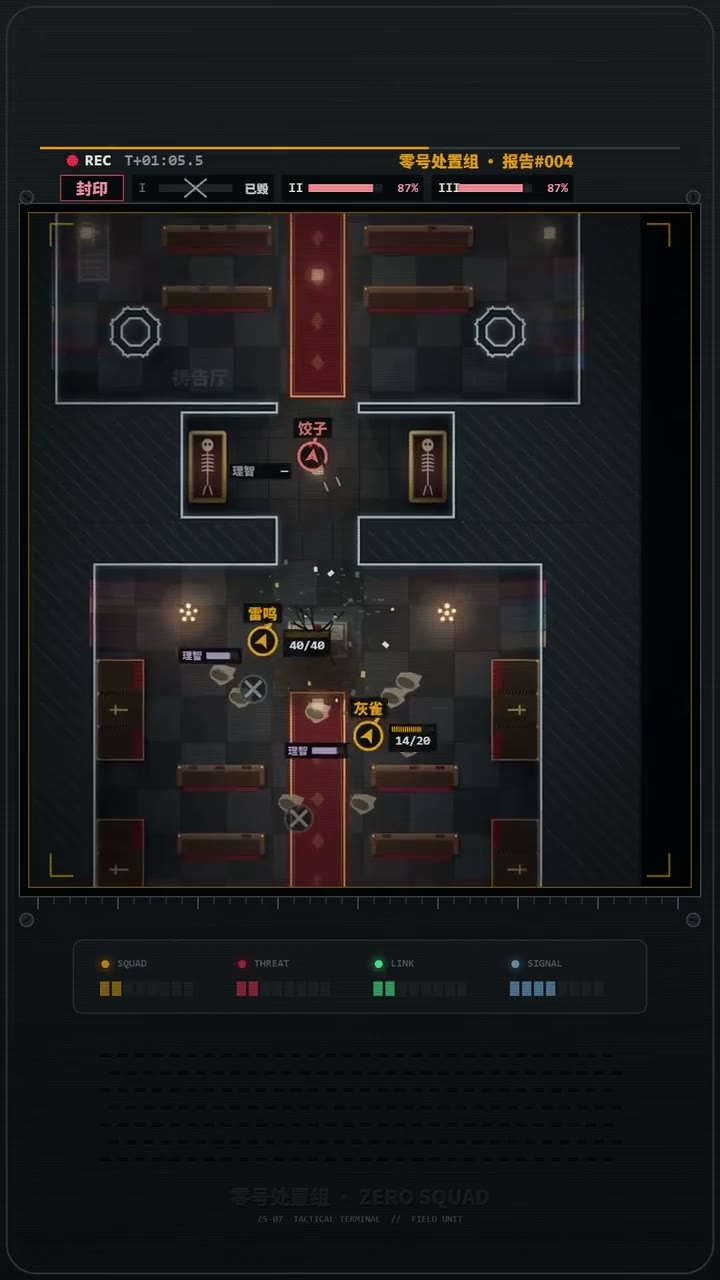 REC T+01:05.5 零号处置组 · 报告#004
封印 I 已毁 II 87% III 87%
祷告厅
饺子
理智 —
雷鸣
40/40
理智
灰雀
14/20
理智
SQUAD THREAT LINK SIGNAL
零号处置组 · ZERO SQUAD
ZS-07 TACTICAL TERMINAL // FIELD UNIT